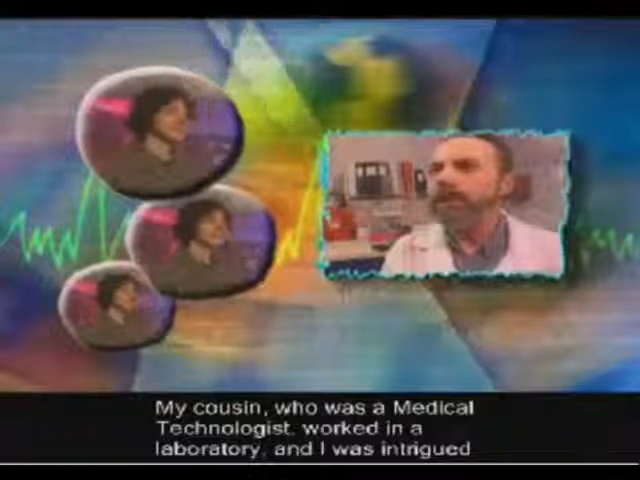 My cousin, who was a Medical
Technologist, worked in a
laboratory, and I was intrigued